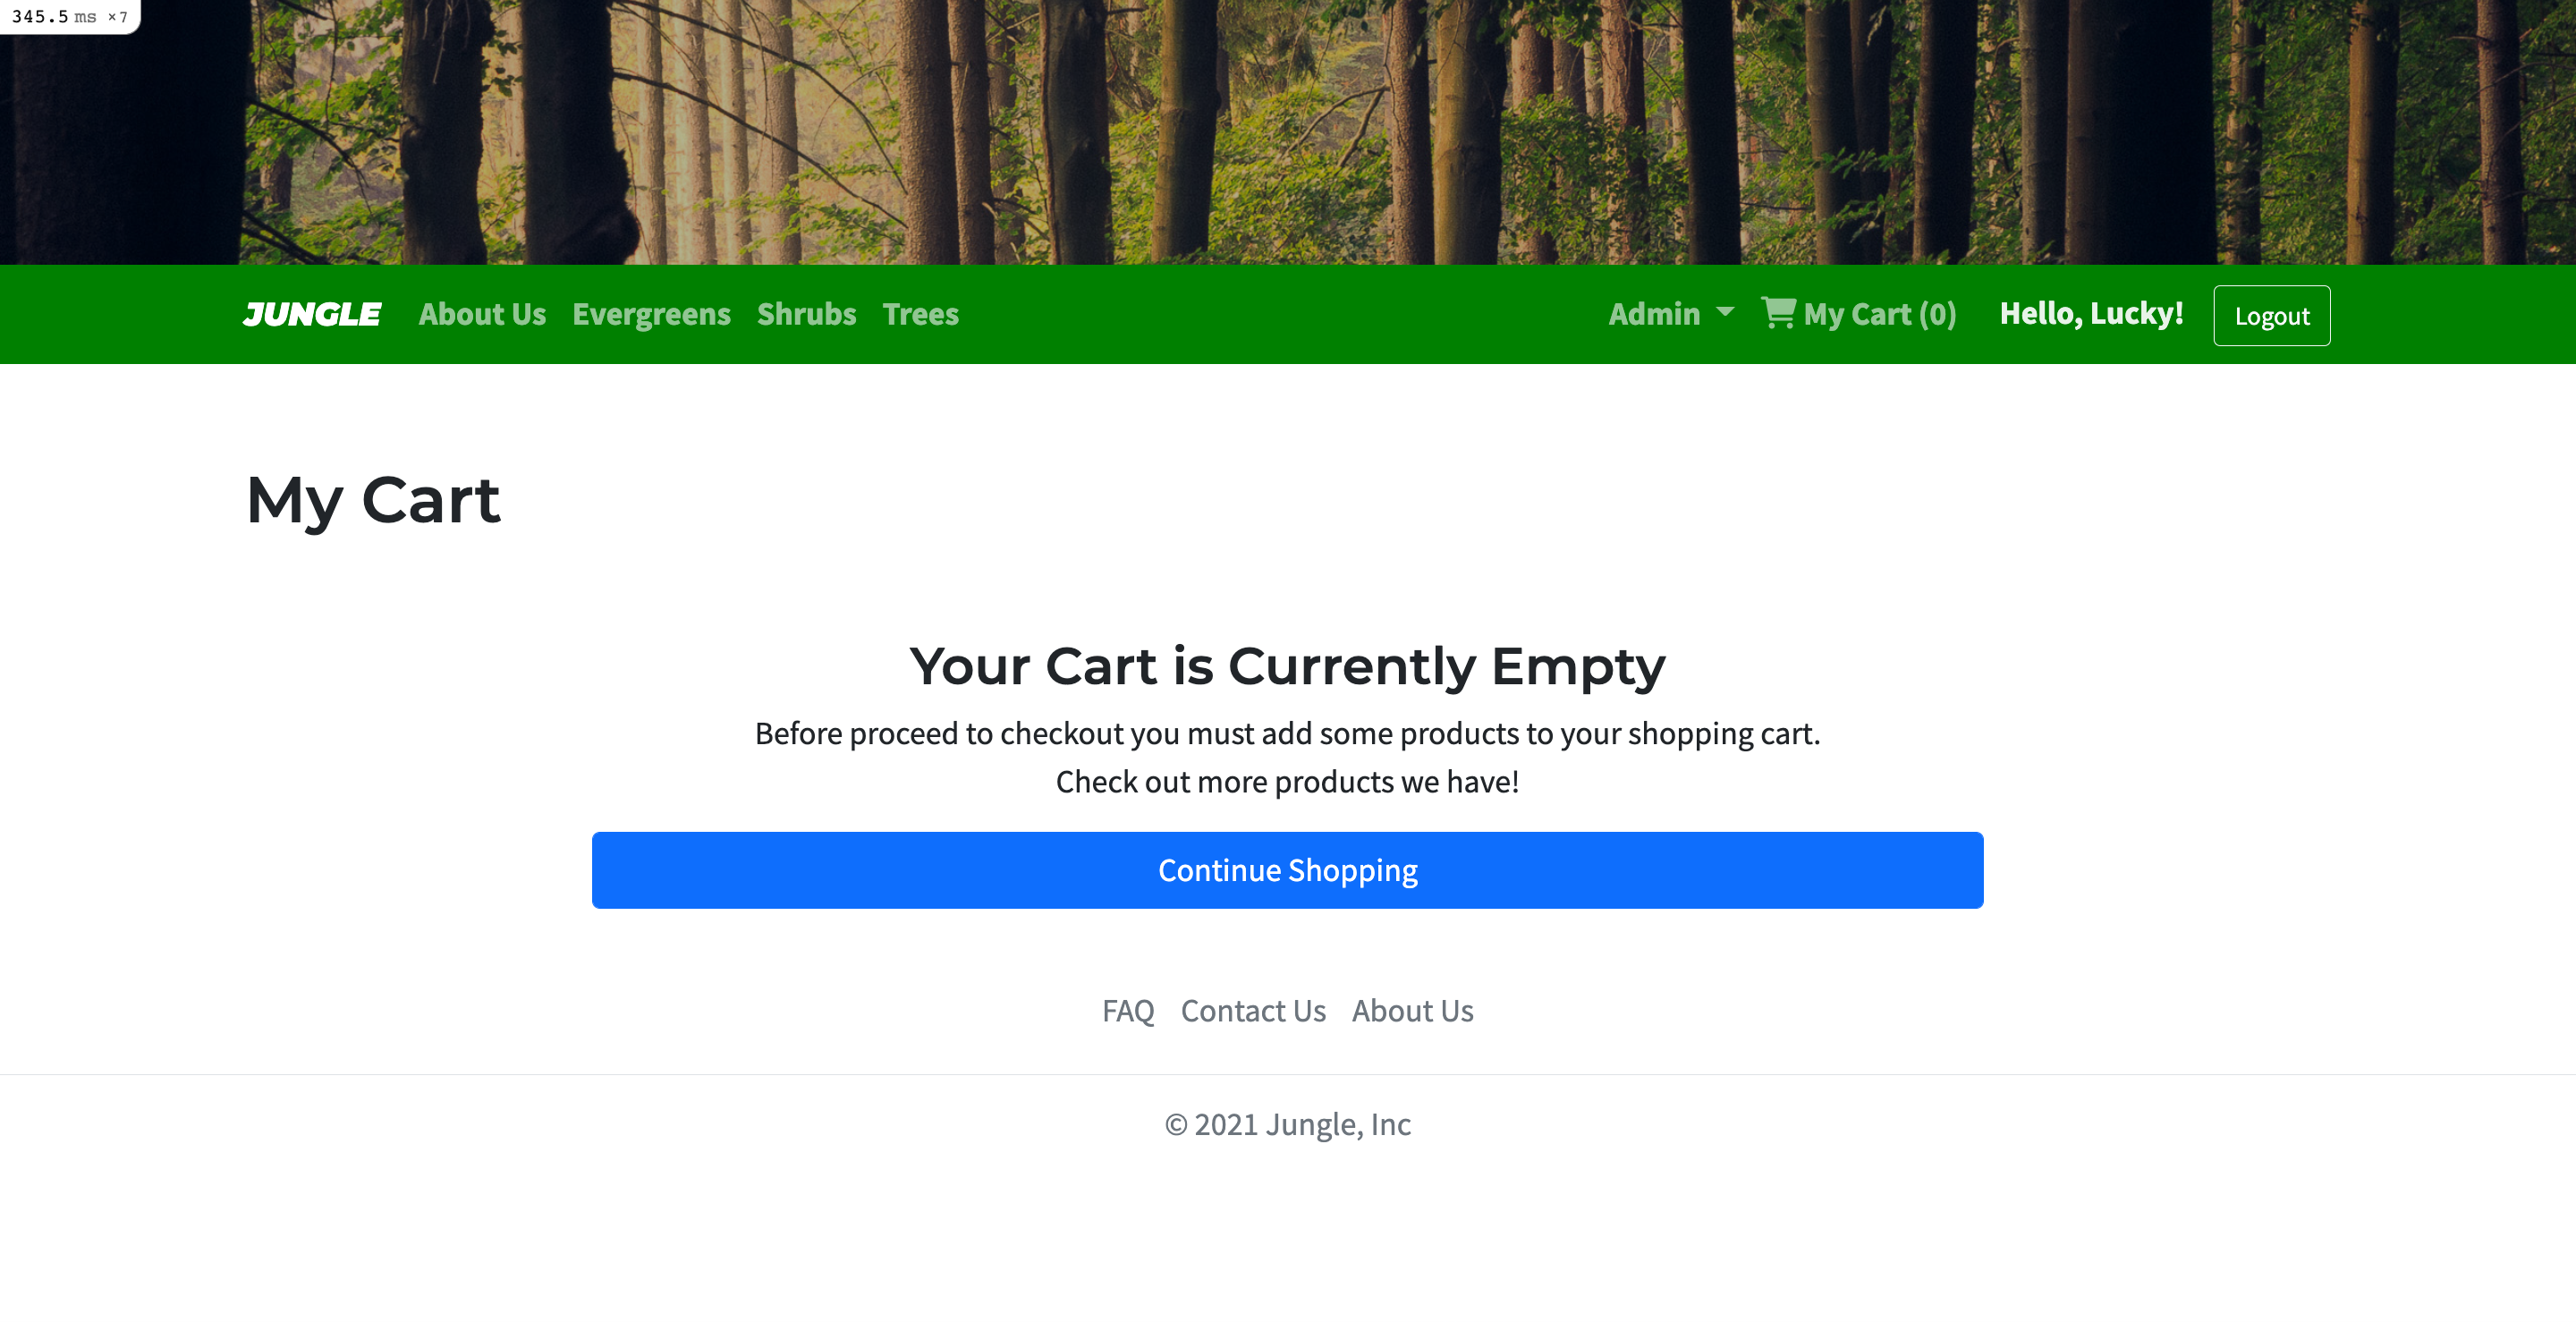 345.5 ms ×7
JUNGLE About Us Evergreens Shrubs Trees Admin My Cart (0) Hello, Lucky! Logout
My Cart
Your Cart is Currently Empty
Before proceed to checkout you must add some products to your shopping cart.
Check out more products we have!
Continue Shopping
FAQ Contact Us About Us
© 2021 Jungle, Inc